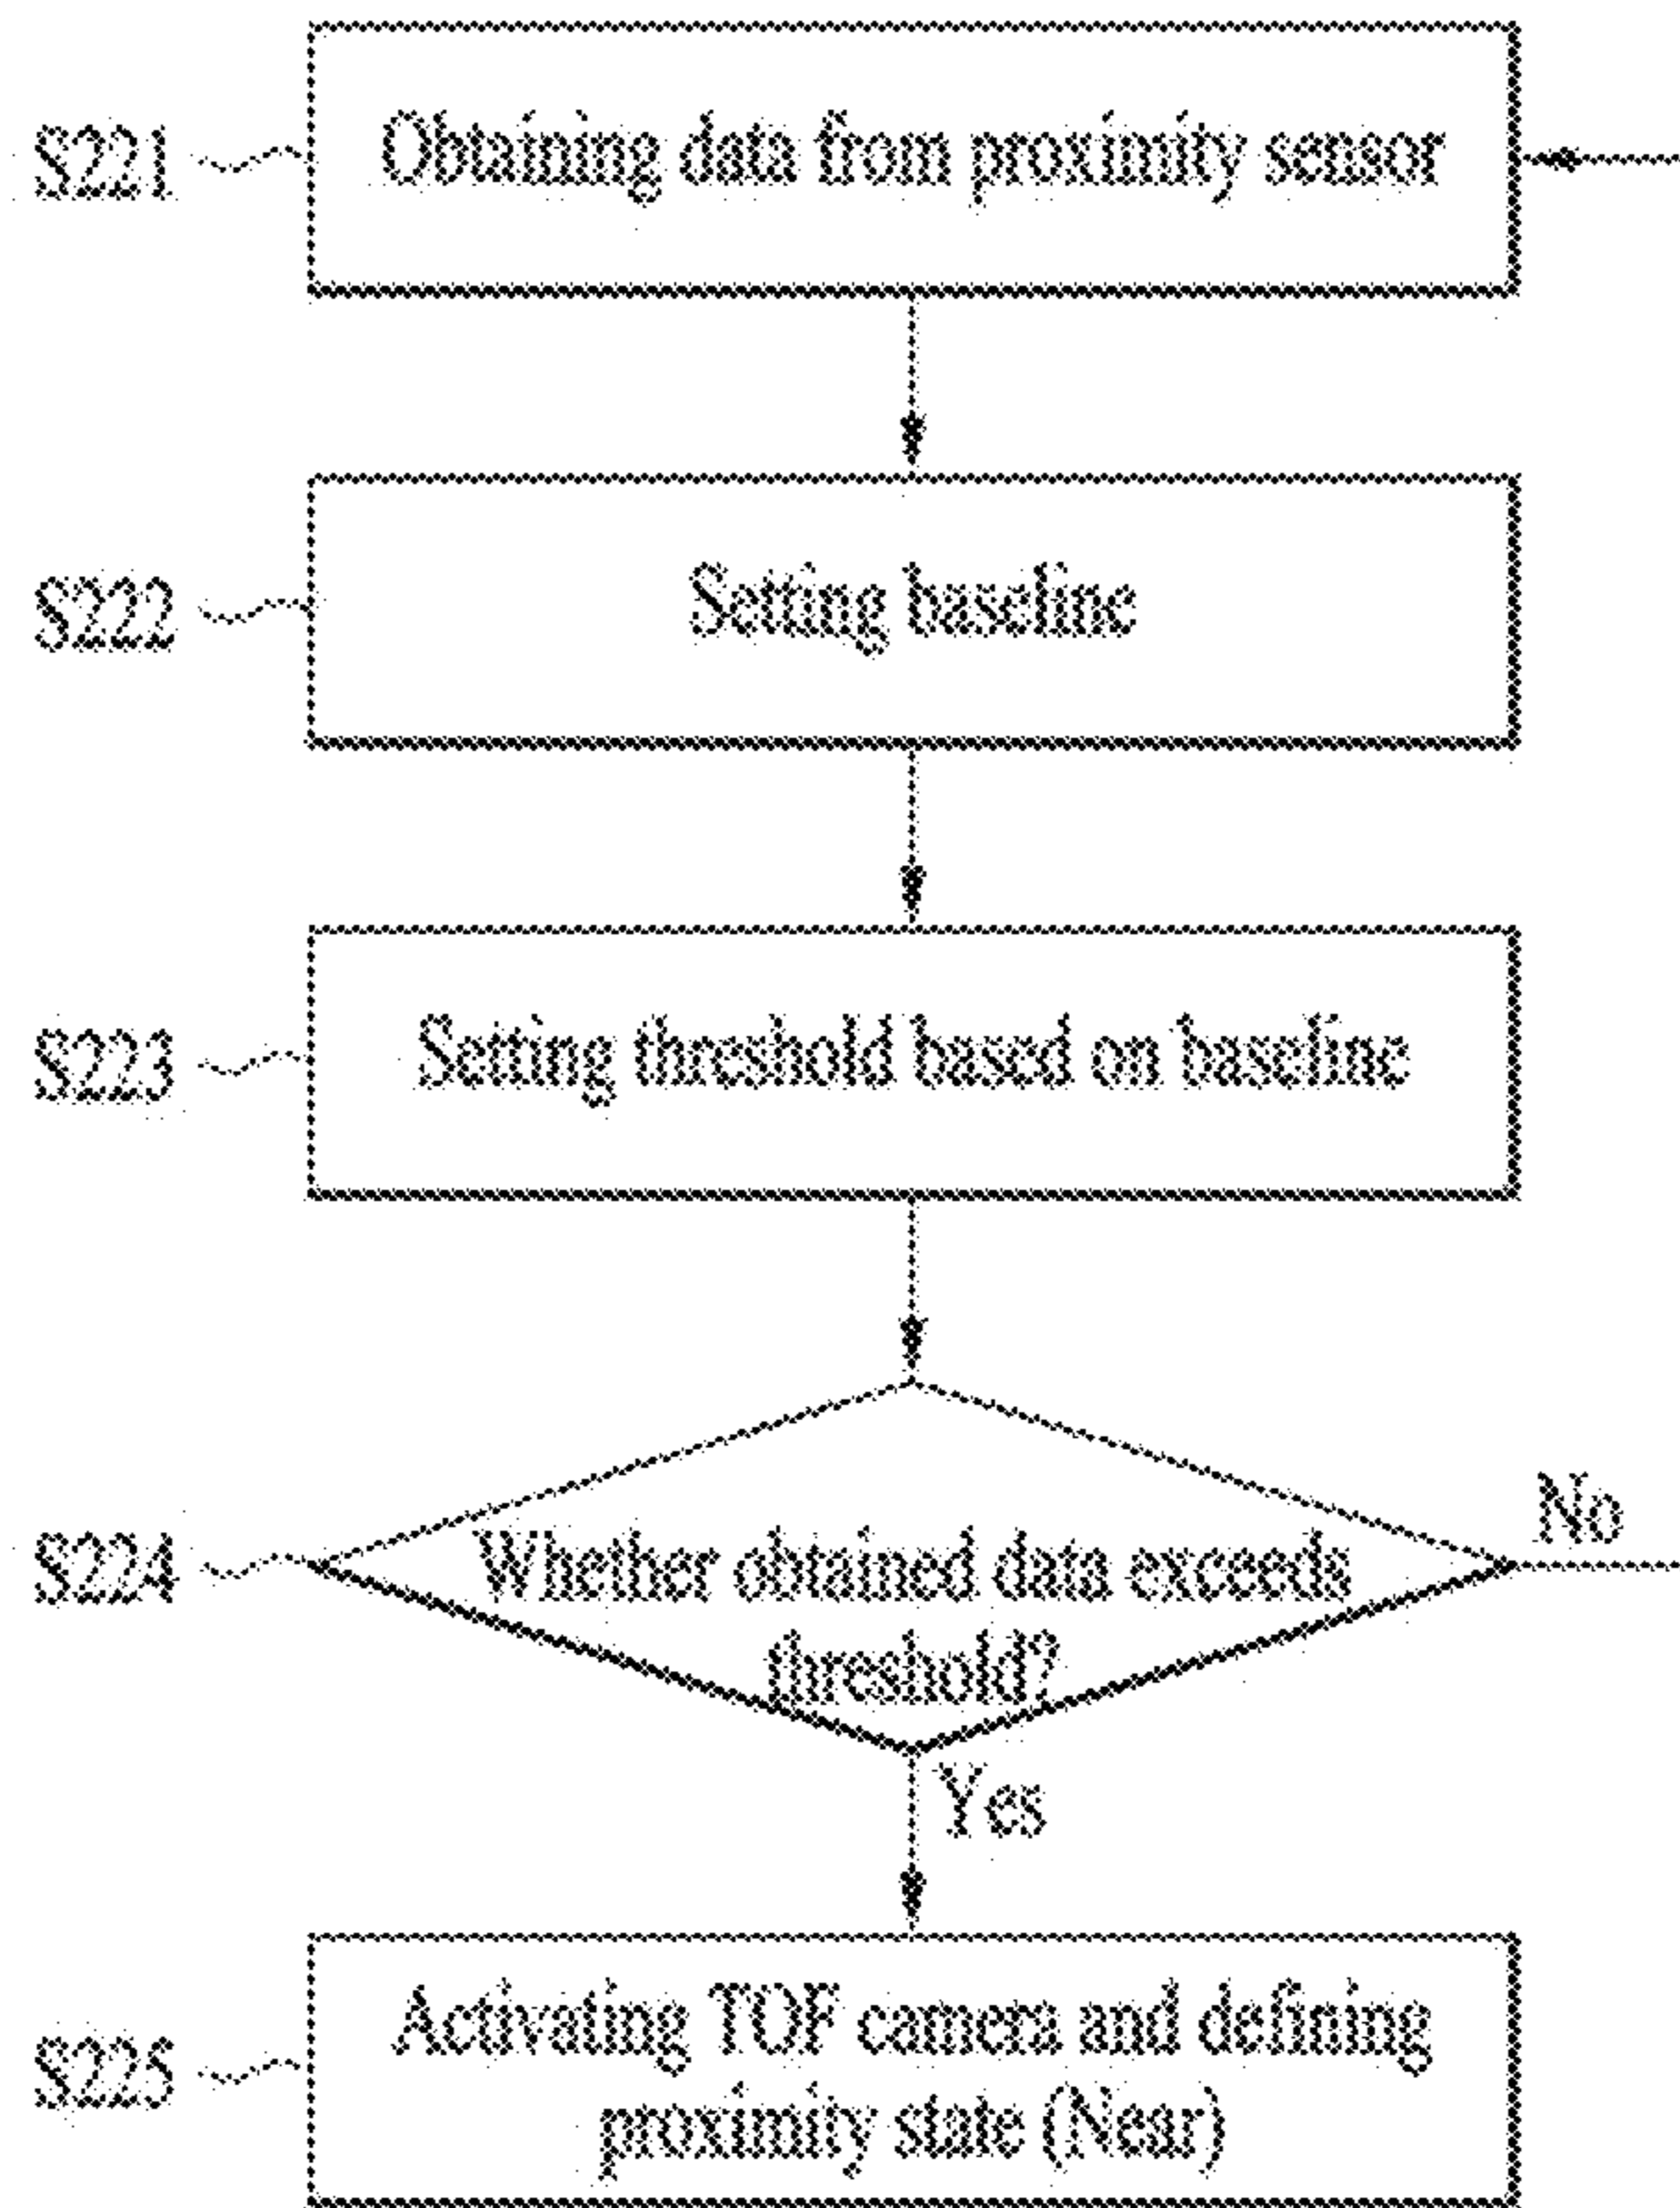 S221
Obtaining data from proximity sensor
S222
Setting baseline
S223
Setting threshold based on baseline
S224
Whether obtained data exceeds
threshold?
No
Yes
S225
Activating TOF camera and defining
proximity state (Near)